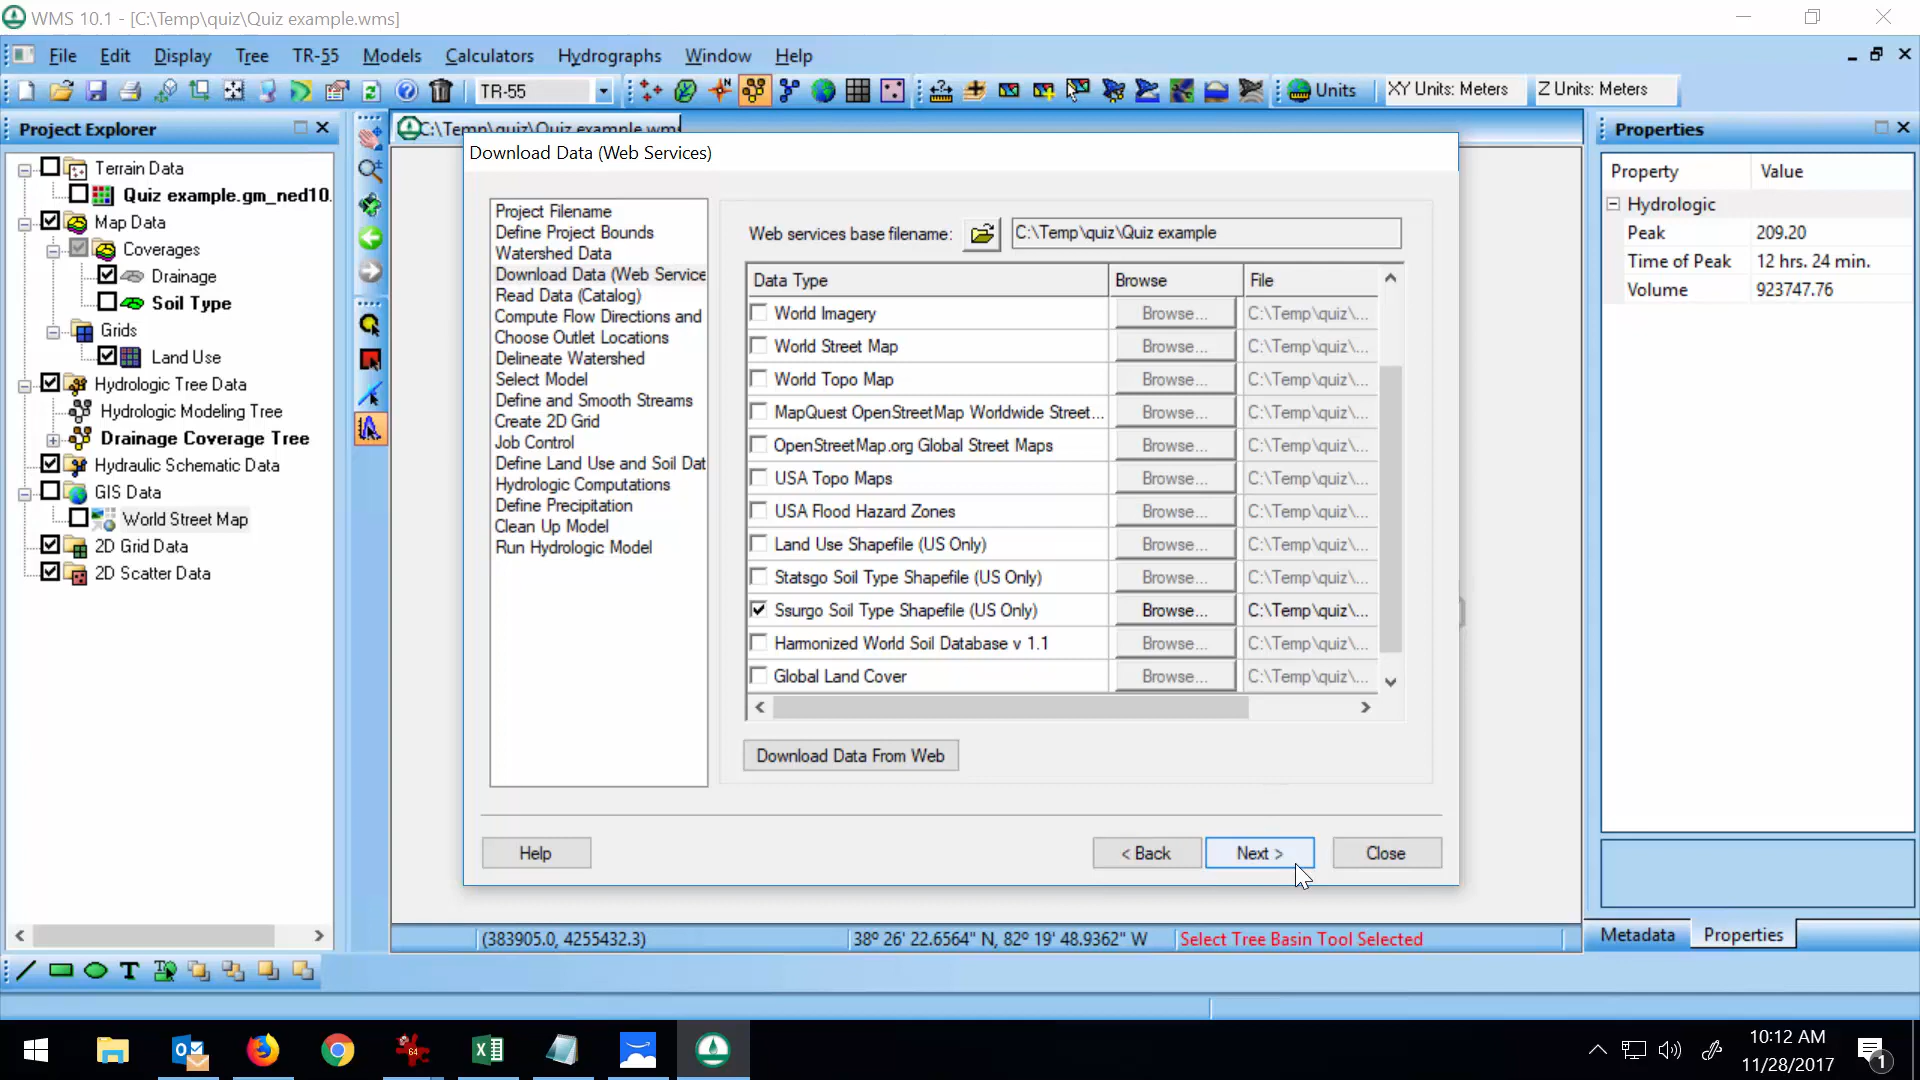 WMS 10.1 - [C:\Temp\quiz\Quiz example.wms]
File Edit Display Tree TR-55 Models Calculators Hydrographs Window Help
TR-55 Units XY Units: Meters Z Units: Meters
Project Explorer
Terrain Data
Quiz example.gm_ned10.
Map Data
Coverages
Drainage
Soil Type
Grids
Land Use
Hydrologic Tree Data
Hydrologic Modeling Tree
Drainage Coverage Tree
Hydraulic Schematic Data
GIS Data
World Street Map
2D Grid Data
2D Scatter Data
C:\Temp\quiz\Quiz example.wms
Download Data (Web Services)
Project Filename
Define Project Bounds
Watershed Data
Download Data (Web Service
Read Data (Catalog)
Compute Flow Directions and
Choose Outlet Locations
Delineate Watershed
Select Model
Define and Smooth Streams
Create 2D Grid
Job Control
Define Land Use and Soil Dat
Hydrologic Computations
Define Precipitation
Clean Up Model
Run Hydrologic Model
Web services base filename: C:\Temp\quiz\Quiz example
Data Type Browse File
World Imagery Browse... C:\Temp\quiz\...
World Street Map Browse... C:\Temp\quiz\...
World Topo Map Browse... C:\Temp\quiz\...
MapQuest OpenStreetMap Worldwide Street... Browse... C:\Temp\quiz\...
OpenStreetMap.org Global Street Maps Browse... C:\Temp\quiz\...
USA Topo Maps Browse... C:\Temp\quiz\...
USA Flood Hazard Zones Browse... C:\Temp\quiz\...
Land Use Shapefile (US Only) Browse... C:\Temp\quiz\...
Statsgo Soil Type Shapefile (US Only) Browse... C:\Temp\quiz\...
Ssurgo Soil Type Shapefile (US Only) Browse... C:\Temp\quiz\...
Harmonized World Soil Database v 1.1 Browse... C:\Temp\quiz\...
Global Land Cover Browse... C:\Temp\quiz\...
Download Data From Web
Help < Back Next > Close
Properties
Property Value
Hydrologic
Peak 209.20
Time of Peak 12 hrs. 24 min.
Volume 923747.76
Metadata Properties
(383905.0, 4255432.3) 38º 26' 22.6564" N, 82º 19' 48.9362" W Select Tree Basin Tool Selected
T
64
10:12 AM
11/28/2017
1